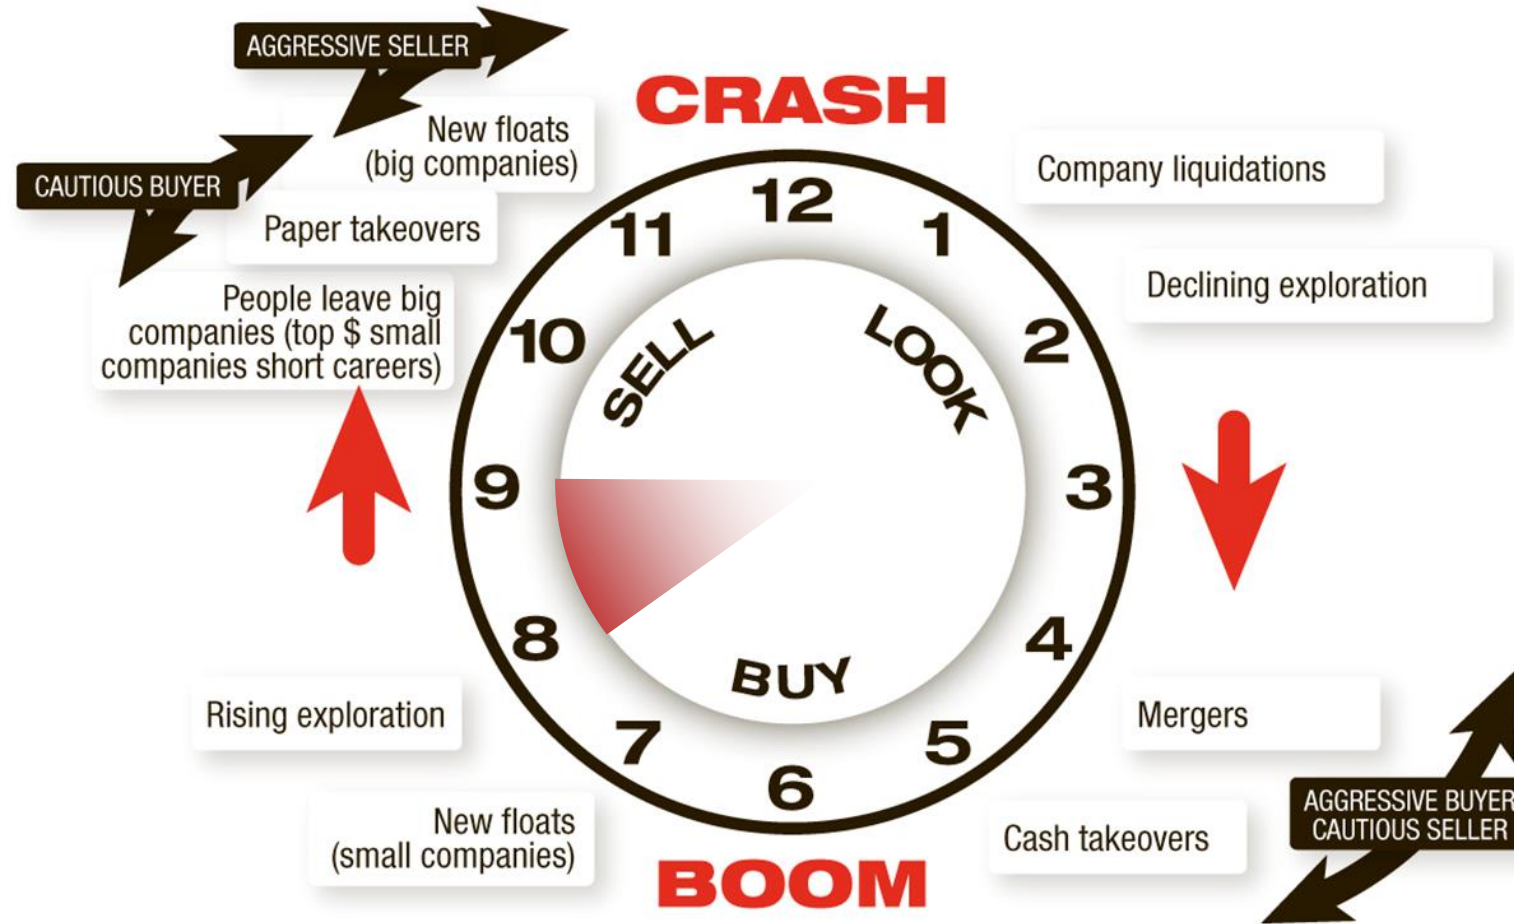 AGGRESSIVE SELLER
CRASH
New floats
(big companies)
Company liquidations
CAUTIOUS BUYER
Paper takeovers
People leave big
companies (top $ small
companies short careers)
Declining exploration
12
1
2
3
4
5
6
7
8
9
10
11
SELL
LOOK
BUY
Rising exploration
Mergers
New floats
(small companies)
Cash takeovers
AGGRESSIVE BUYER
CAUTIOUS SELLER
BOOM